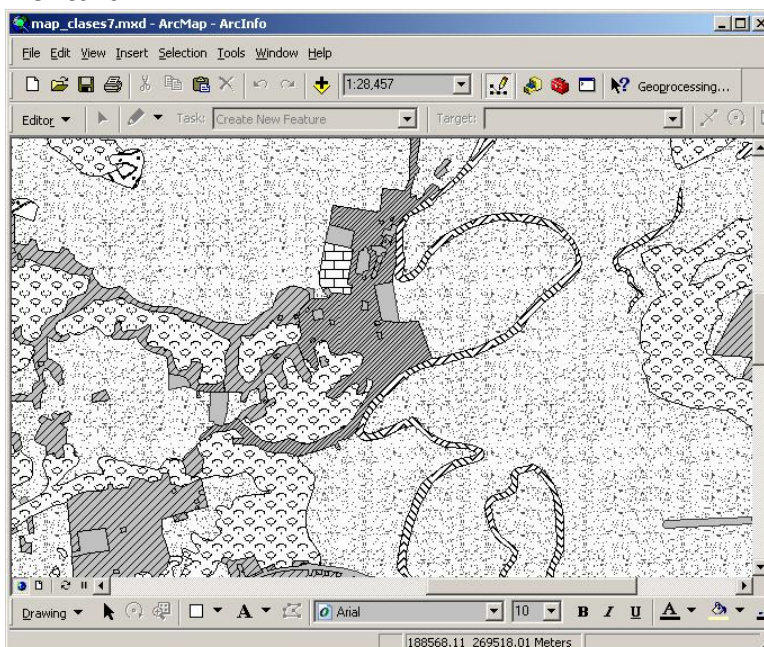 map_clases7.mxd - ArcMap - ArcInfo
File Edit View Insert Selection Tools Window Help
1:28,457 Geoprocessing...
Editor Task: Create New Feature Target:
Drawing A Arial 10 B I U A
188568.11 269518.01 Meters